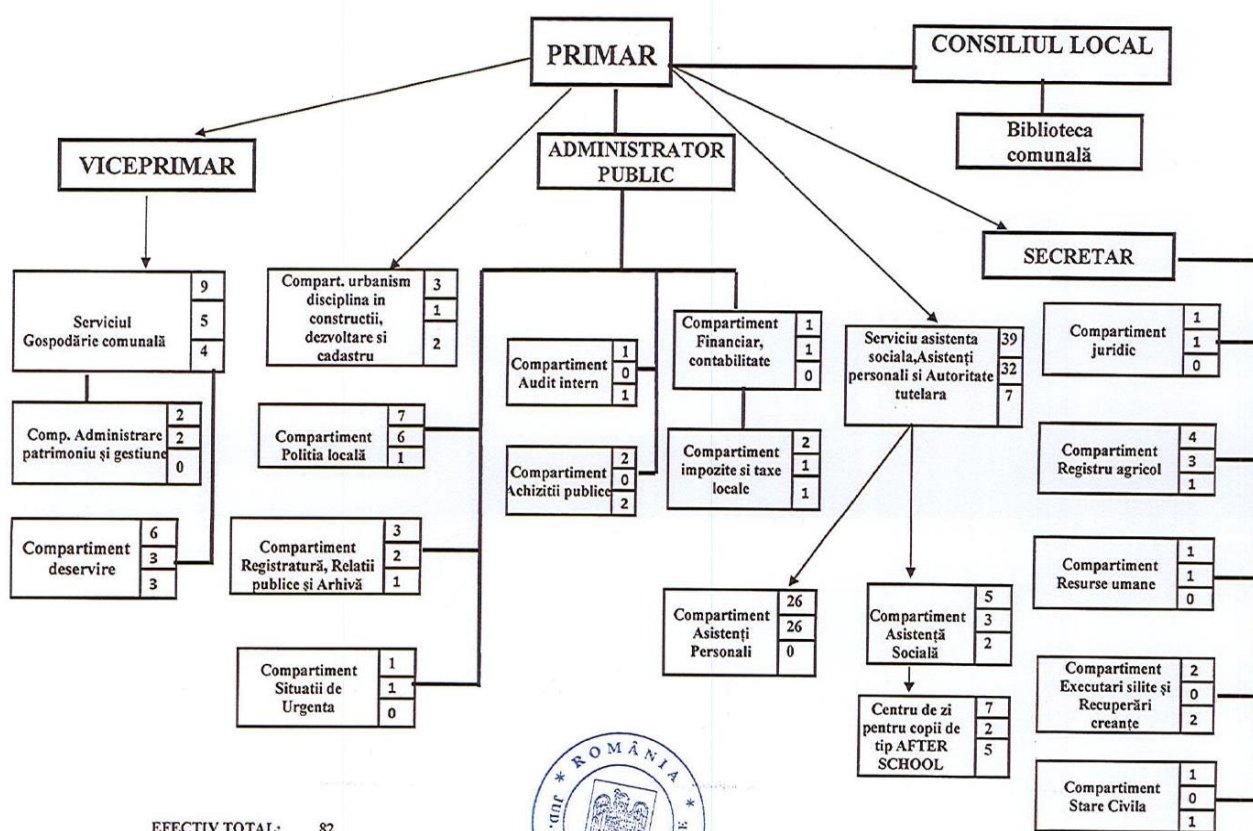 PRIMAR
CONSILIUL LOCAL
Biblioteca
comunală
VICEPRIMAR
ADMINISTRATOR
PUBLIC
SECRETAR
Serviciul
Gospodărie comunală
9
5
4
Comp. Administrare
patrimoniu și gestiune
2
2
0
Compartiment
deservire
6
3
3
Compart. urbanism
disciplina in
constructii,
dezvoltare si
cadastru
3
1
2
Compartiment
Politia locală
7
6
1
Compartiment
Registratură, Relatii
publice și Arhivă
3
2
1
Compartiment
Situatii de
Urgenta
1
1
0
Compartiment
Audit intern
1
0
1
Compartiment
Achizitii publice
2
0
2
Compartiment
Financiar,
contabilitate
1
1
0
Compartiment
impozite si taxe
locale
2
1
1
Serviciu asistenta
sociala,Asistenți
personali si Autoritate
tutelara
39
32
7
Compartiment
Asistenți
Personali
26
26
0
Compartiment
Asistență
Socială
5
3
2
Centru de zi
pentru copii de
tip AFTER
SCHOOL
7
2
5
Compartiment
juridic
1
1
0
Compartiment
Registru agricol
4
3
1
Compartiment
Resurse umane
1
1
0
Compartiment
Executari silite și
Recuperări
creanțe
2
0
2
Compartiment
Stare Civila
1
0
1
* ROMÂNIA *
JUD.
EFECTIV TOTAL: 82